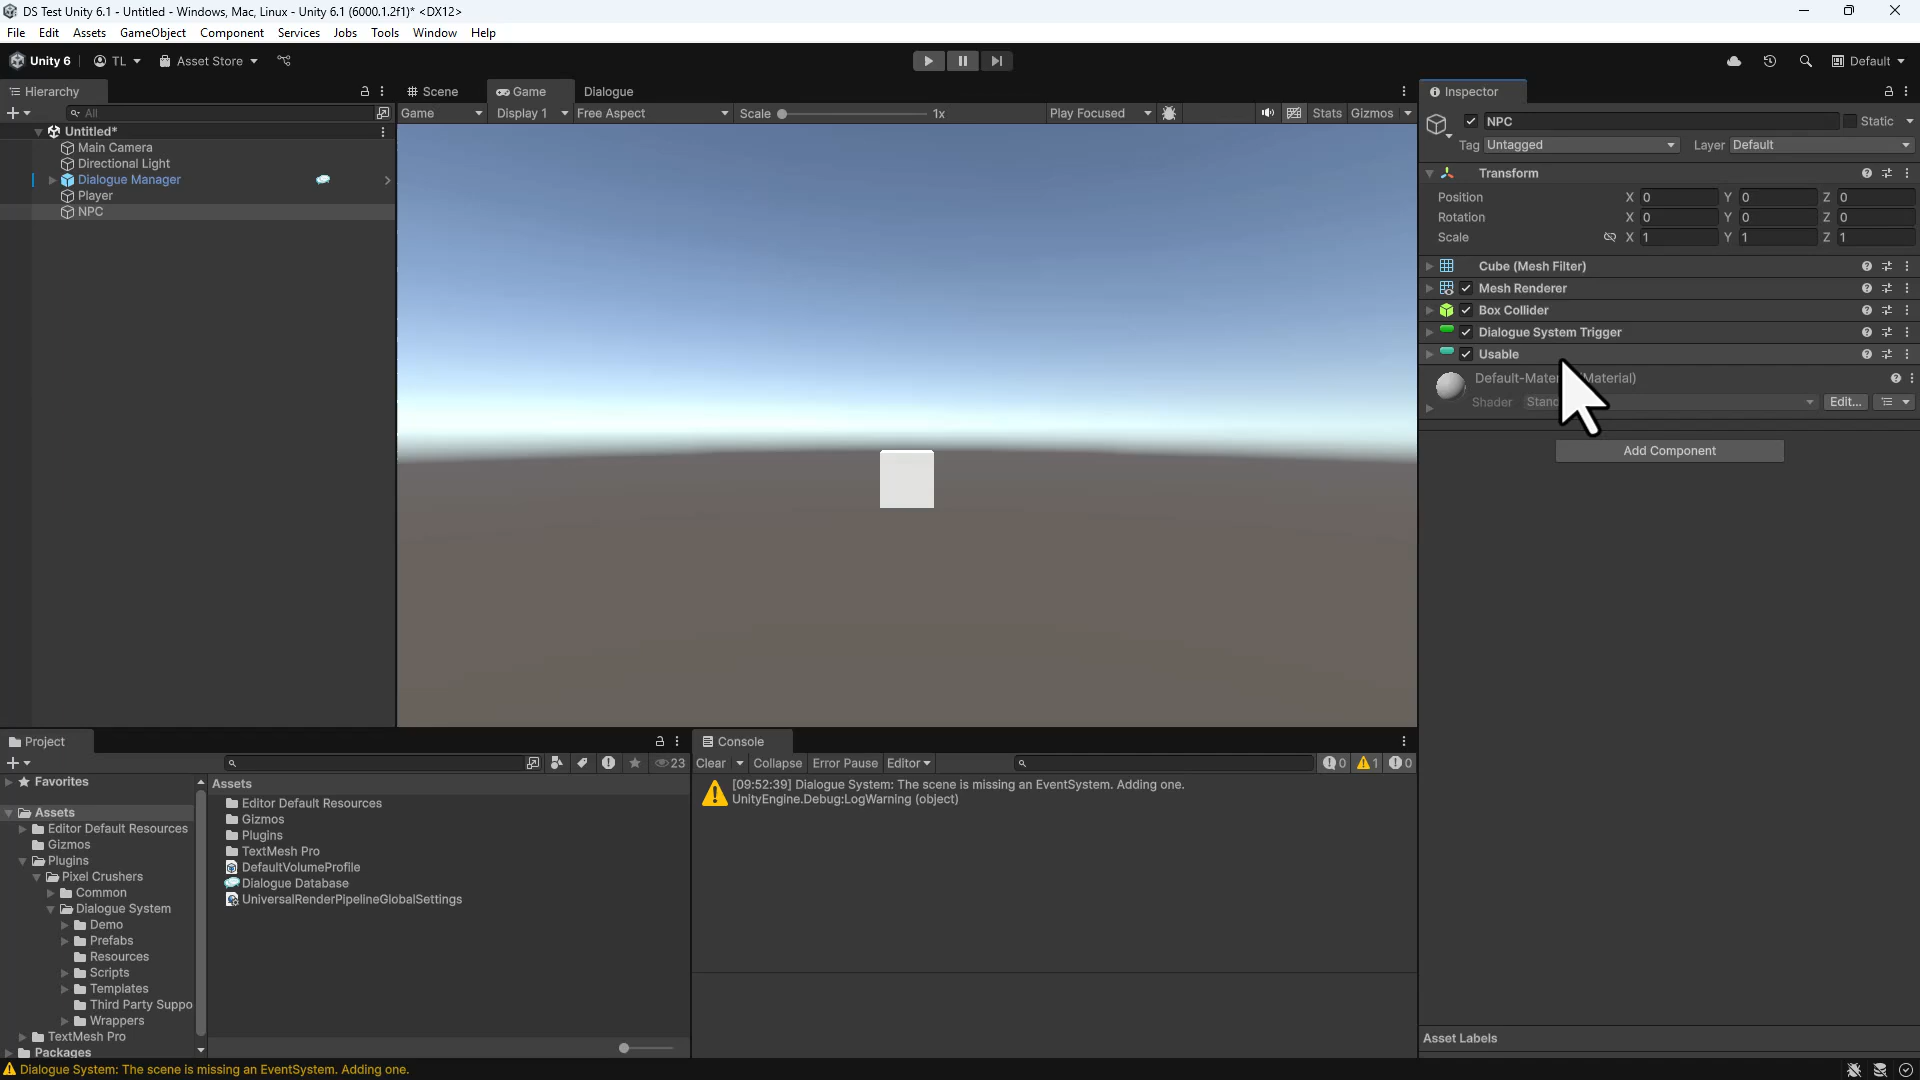 DS Test Unity 6.1 - Untitled - Windows, Mac, Linux - Unity 6.1 (6000.1.2f1)* <DX12>
File Edit Assets GameObject Component Services Jobs Tools Window Help
Unity 6 TL Asset Store Default
Hierarchy
All
Untitled*
Main Camera
Directional Light
Dialogue Manager
Player
NPC
Scene Game Dialogue
Game Display 1 Free Aspect Scale 1x Play Focused Stats Gizmos
Inspector
NPC Static
Tag Untagged Layer Default
Transform
Position X 0 Y 0 Z 0
Rotation X 0 Y 0 Z 0
Scale X 1 Y 1 Z 1
Cube (Mesh Filter)
Mesh Renderer
Box Collider
Dialogue System Trigger
Usable
Default-Mate Material)
Shader Stan Edit...
Add Component
Asset Labels
Project
23
Favorites
Assets
Editor Default Resources
Gizmos
Plugins
Pixel Crushers
Common
Dialogue System
Demo
Prefabs
Resources
Scripts
Templates
Third Party Suppo
Wrappers
TextMesh Pro
Packages
Assets
Editor Default Resources
Gizmos
Plugins
TextMesh Pro
DefaultVolumeProfile
Dialogue Database
UniversalRenderPipelineGlobalSettings
Console
Clear Collapse Error Pause Editor 0 1 0
[09:52:39] Dialogue System: The scene is missing an EventSystem. Adding one.
UnityEngine.Debug:LogWarning (object)
Dialogue System: The scene is missing an EventSystem. Adding one.